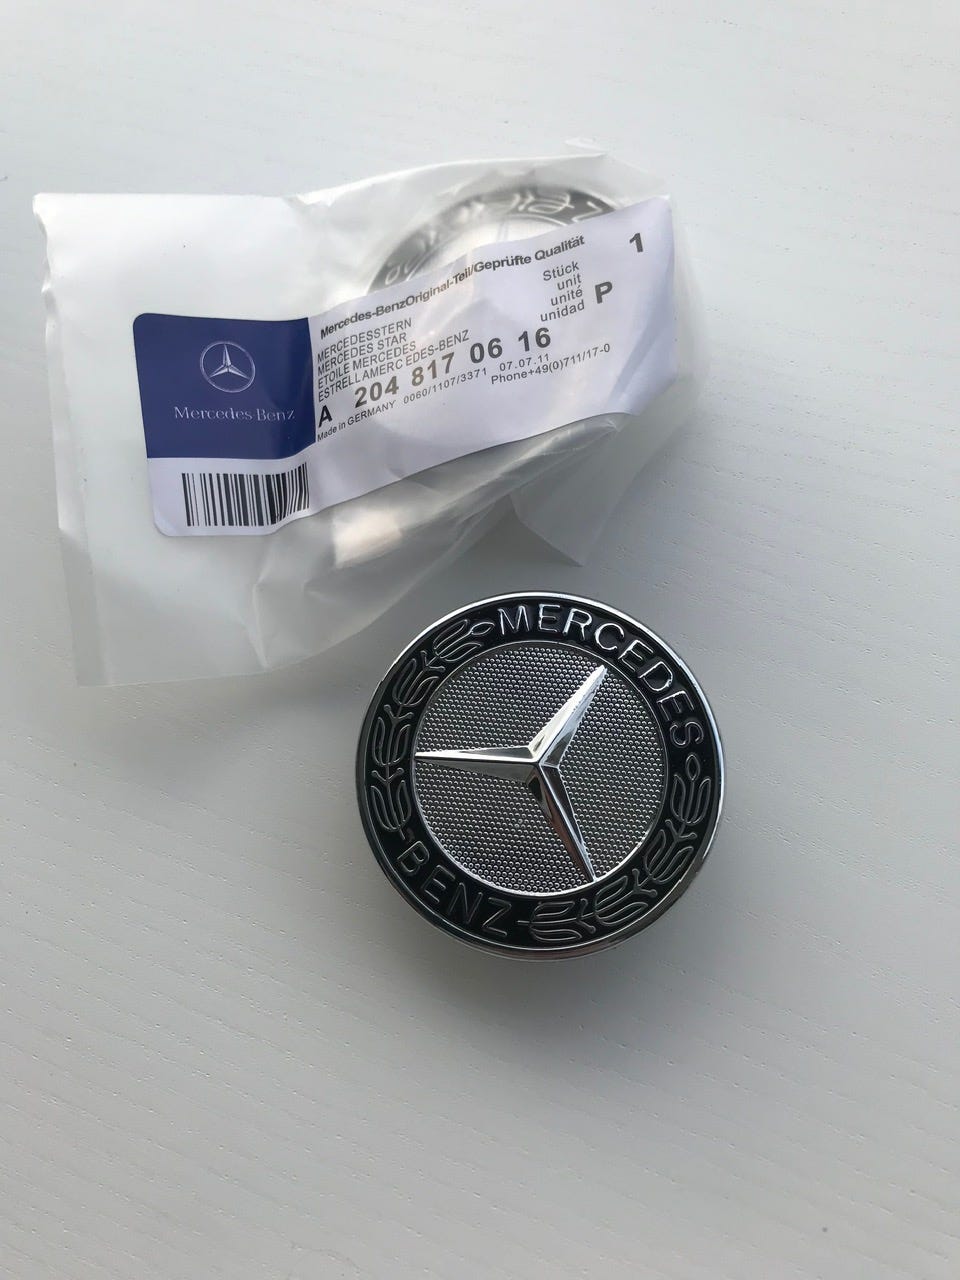 Mercedes-BenzOriginal-Teil/Geprüfte Qualität
1
MERCEDESSTERN
MERCEDES STAR
ETOILE MERCEDES
ESTRELLAMERC EDES-BENZ
Stück
unit
unité
unidad
P
A 204 817 06 16
Made in GERMANY 0060/1107/3371 07.07.11
Phone+49(0)711/17-0
Mercedes-Benz
MERCEDES
BENZ